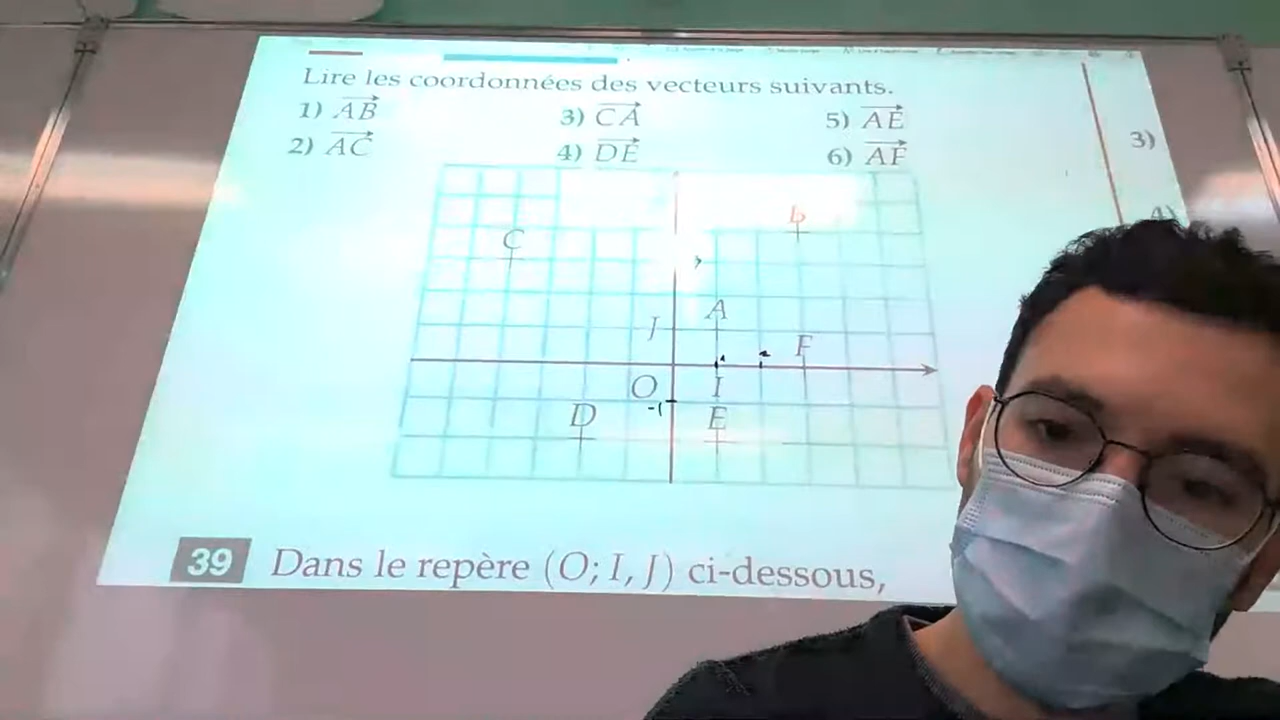 Lire les coordonnées des vecteurs suivants.
1) AB 3) CA 5) AE
2) AC 4) DE 6) AF
3)
b
C
A
J
F
O
I
-1
D
E
39 Dans le repère (O; I, J) ci-dessous,